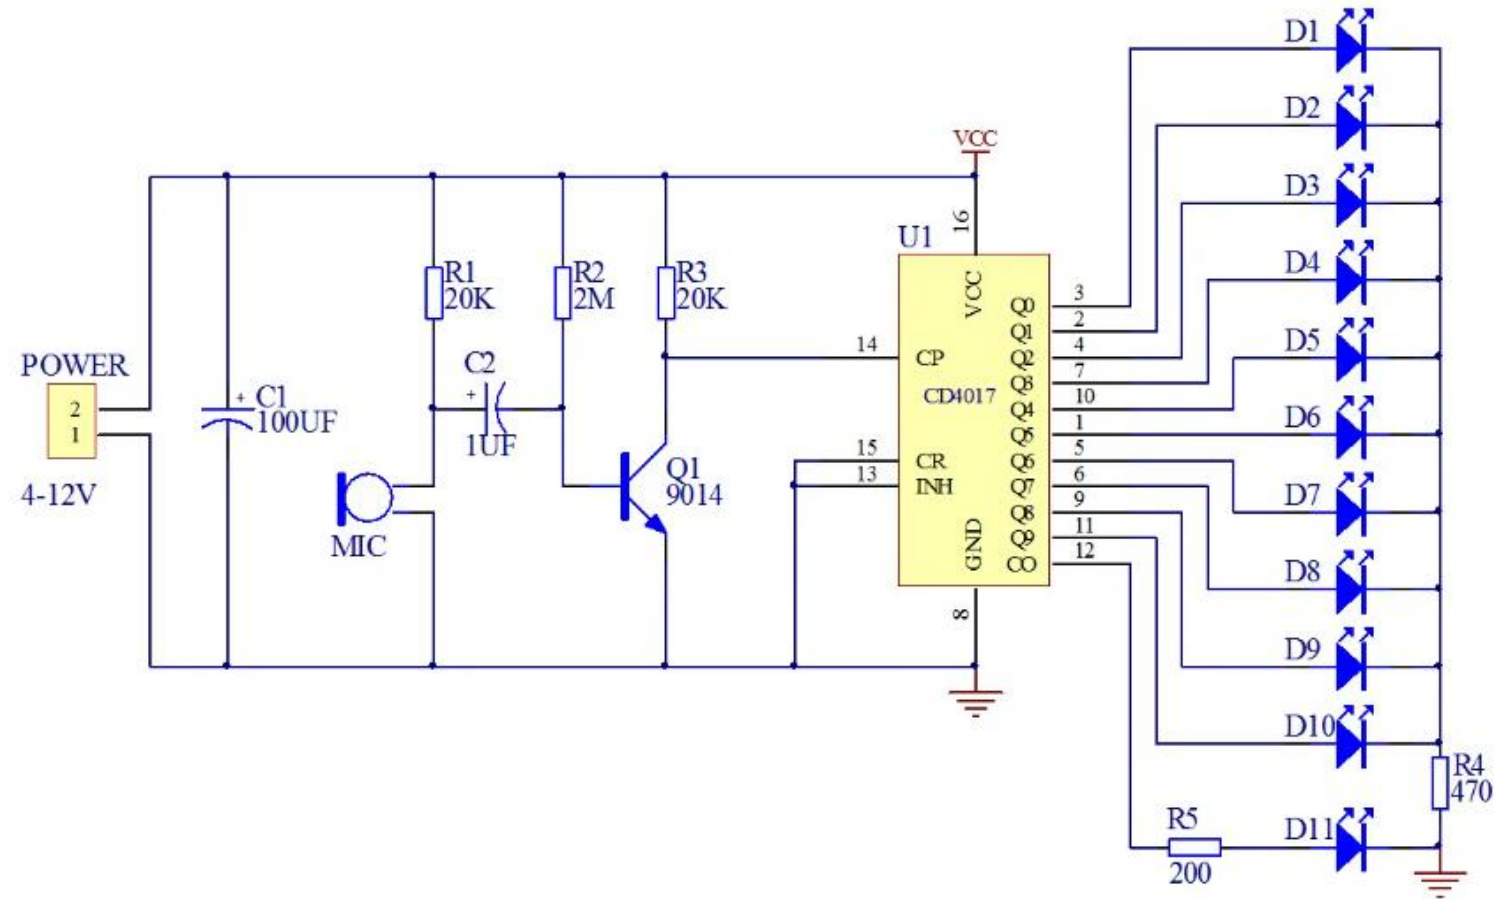 POWER
2
1
4-12V
+
C1
100UF
MIC
R1
20K
C2
+
1UF
R2
2M
R3
20K
Q1
9014
VCC
16
U1
VCC
14
CP
CD4017
15
CR
13
INH
GND
8
Q0
3
Q1
2
Q2
4
Q3
7
Q4
10
Q5
1
Q6
5
Q7
6
Q8
9
Q9
11
CO
12
D1
D2
D3
D4
D5
D6
D7
D8
D9
D10
R4
470
R5
200
D11